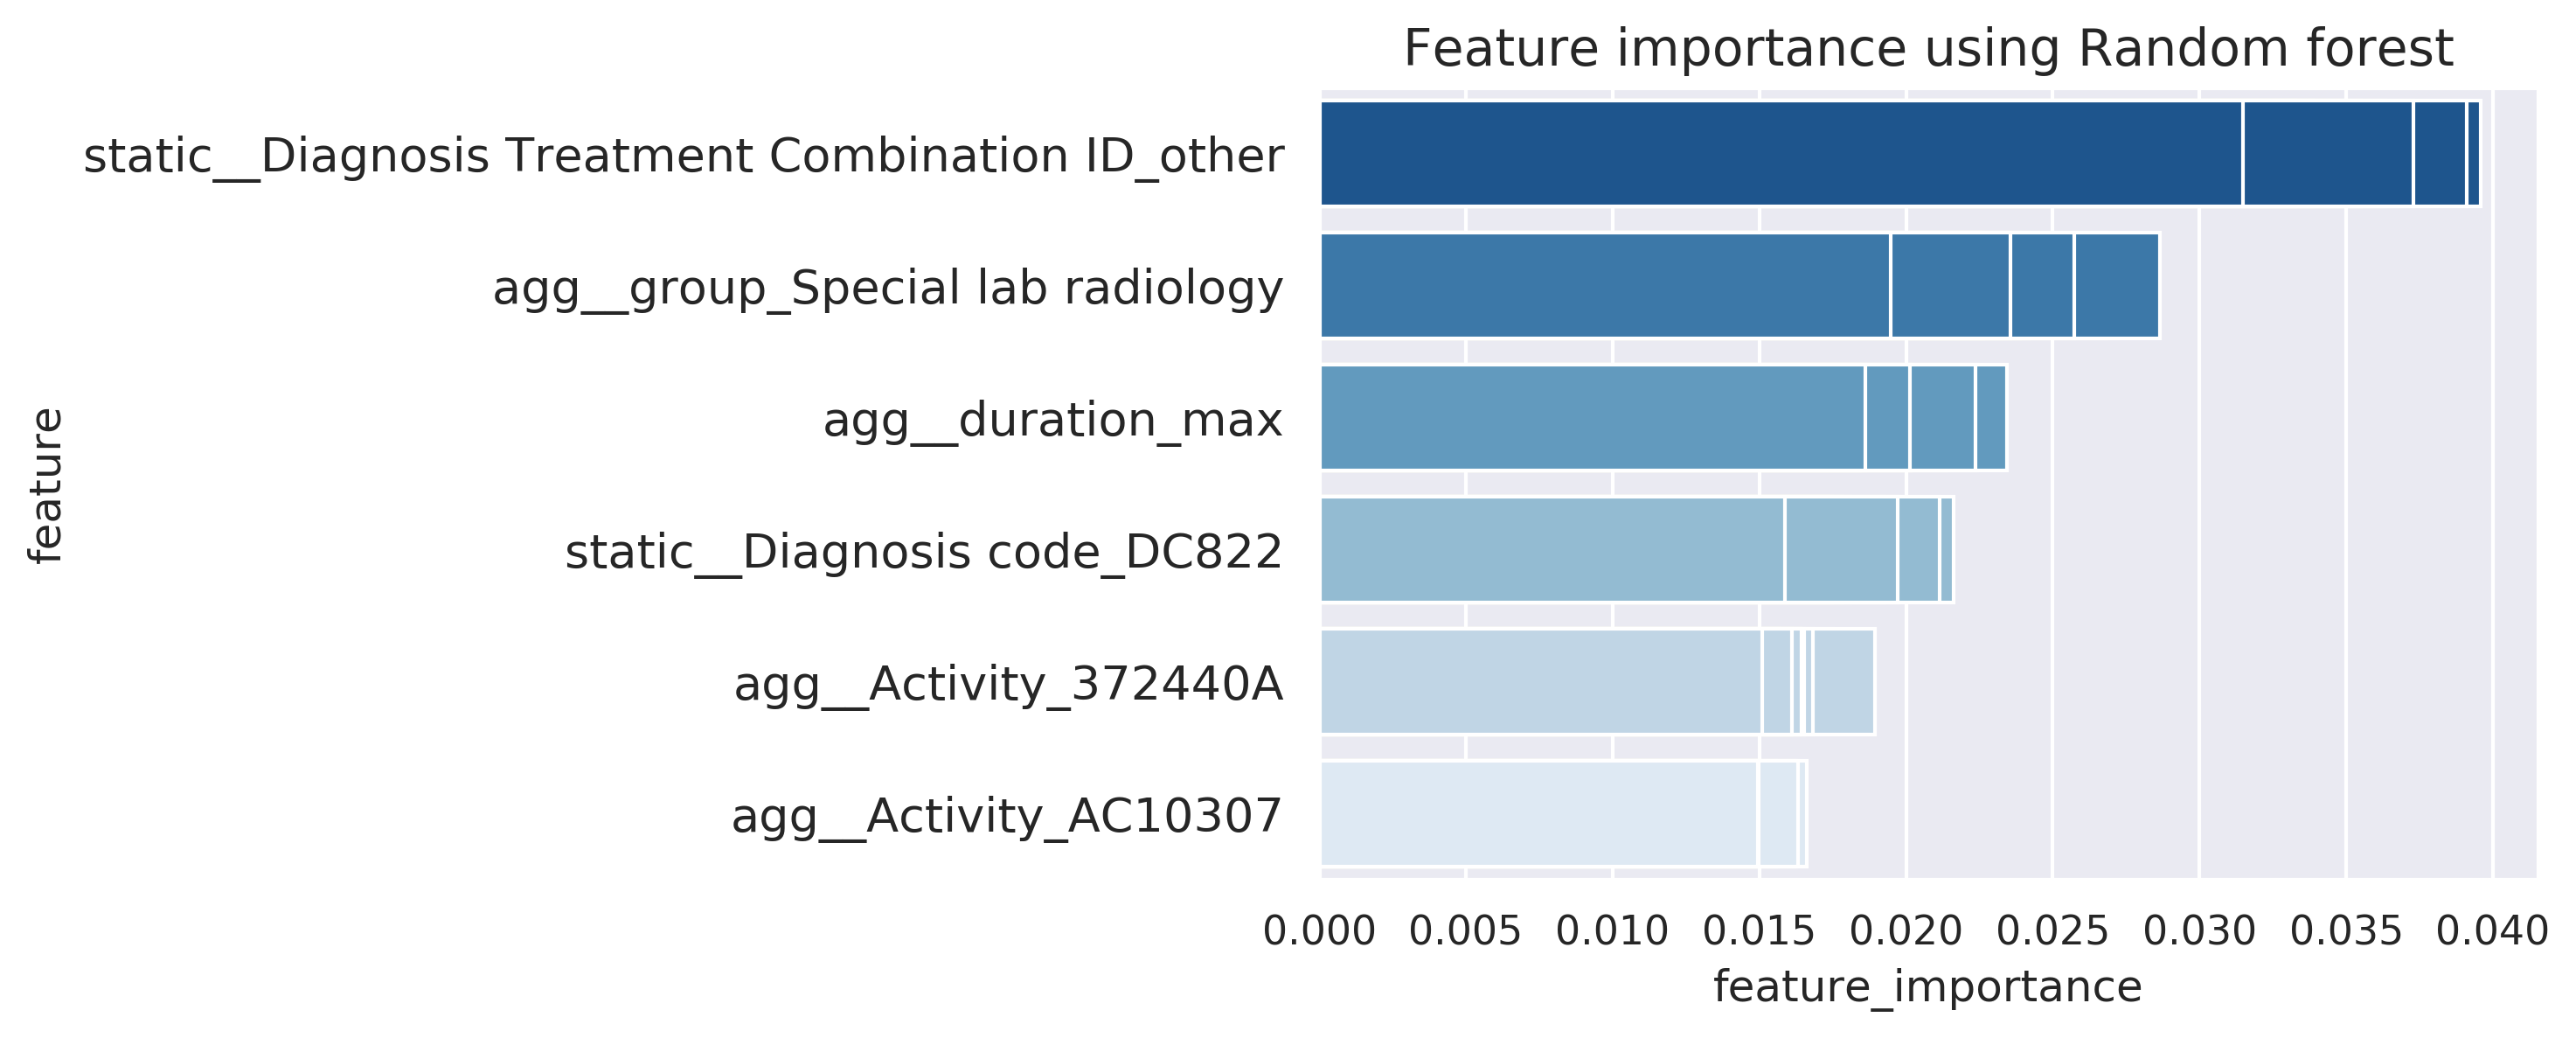 Feature importance using Random forest
static__Diagnosis Treatment Combination ID_other
agg__group_Special lab radiology
agg__duration_max
static__Diagnosis code_DC822
agg__Activity_372440A
agg__Activity_AC10307
feature
0.000 0.005 0.010 0.015 0.020 0.025 0.030 0.035 0.040
feature_importance